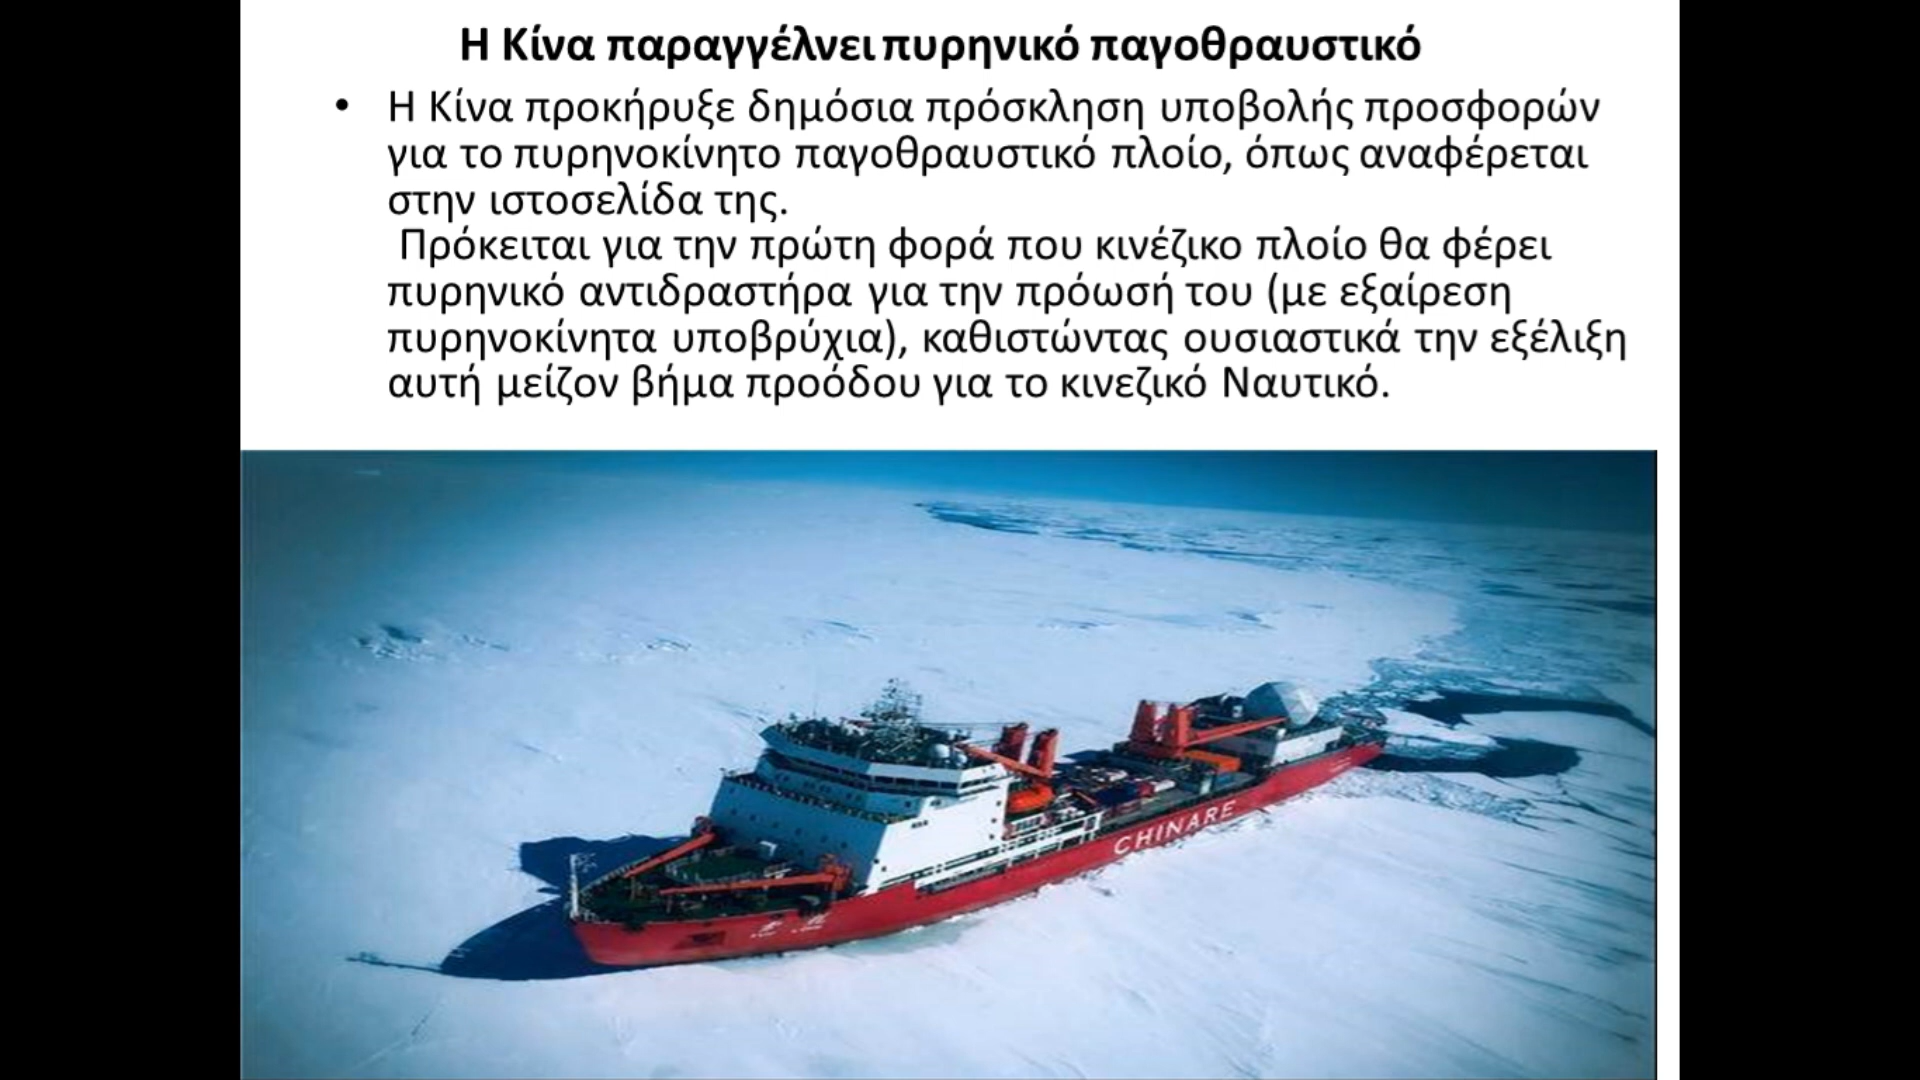 Η Κίνα παραγγέλνει πυρηνικό παγοθραυστικό
• Η Κίνα προκήρυξε δημόσια πρόσκληση υποβολής προσφορών
για το πυρηνοκίνητο παγοθραυστικό πλοίο, όπως αναφέρεται
στην ιστοσελίδα της.
Πρόκειται για την πρώτη φορά που κινέζικο πλοίο θα φέρει
πυρηνικό αντιδραστήρα για την πρόωσή του (με εξαίρεση
πυρηνοκίνητα υποβρύχια), καθιστώντας ουσιαστικά την εξέλιξη
αυτή μείζον βήμα προόδου για το κινεζικό Ναυτικό.
CHINARE